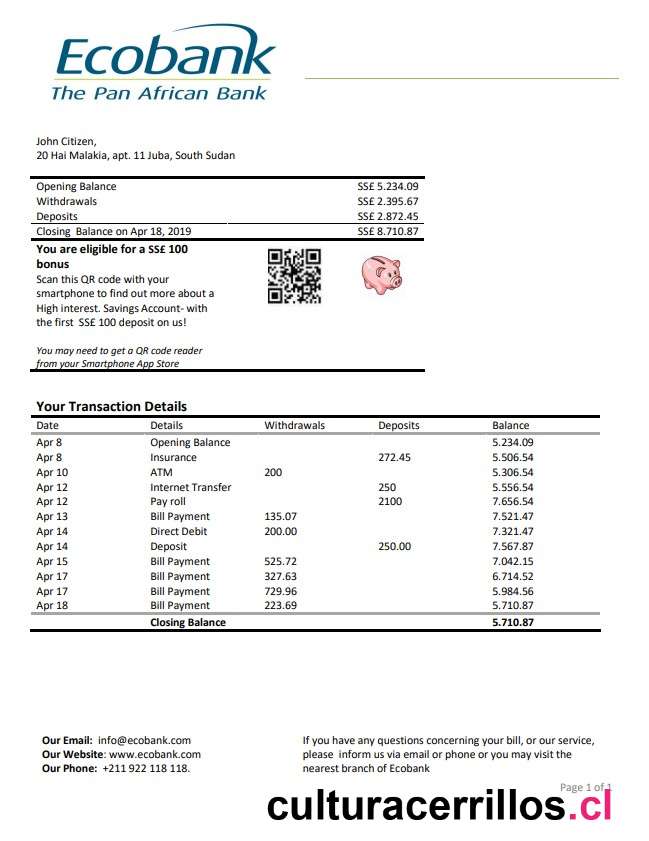 Ecobank
The Pan African Bank
John Citizen,
20 Hai Malakia, apt. 11 Juba, South Sudan
Opening Balance SS£ 5.234.09
Withdrawals SS£ 2.395.67
Deposits SS£ 2.872.45
Closing Balance on Apr 18, 2019 SS£ 8.710.87
You are eligible for a SS£ 100
bonus
Scan this QR code with your
smartphone to find out more about a
High interest. Savings Account- with
the first SS£ 100 deposit on us!
You may need to get a QR code reader
from your Smartphone App Store
Your Transaction Details
Date Details Withdrawals Deposits Balance
Apr 8 Opening Balance 5.234.09
Apr 8 Insurance 272.45 5.506.54
Apr 10 ATM 200 5.306.54
Apr 12 Internet Transfer 250 5.556.54
Apr 12 Pay roll 2100 7.656.54
Apr 13 Bill Payment 135.07 7.521.47
Apr 14 Direct Debit 200.00 7.321.47
Apr 14 Deposit 250.00 7.567.87
Apr 15 Bill Payment 525.72 7.042.15
Apr 17 Bill Payment 327.63 6.714.52
Apr 17 Bill Payment 729.96 5.984.56
Apr 18 Bill Payment 223.69 5.710.87
Closing Balance 5.710.87
Our Email: info@ecobank.com
Our Website: www.ecobank.com
Our Phone: +211 922 118 118.
If you have any questions concerning your bill, or our service,
please inform us via email or phone or you may visit the
nearest branch of Ecobank
Page 1 of 1
culturacerrillos.cl